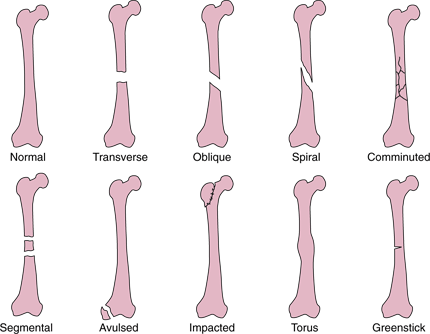 Normal
Transverse
Oblique
Spiral
Comminuted
Segmental
Avulsed
Impacted
Torus
Greenstick